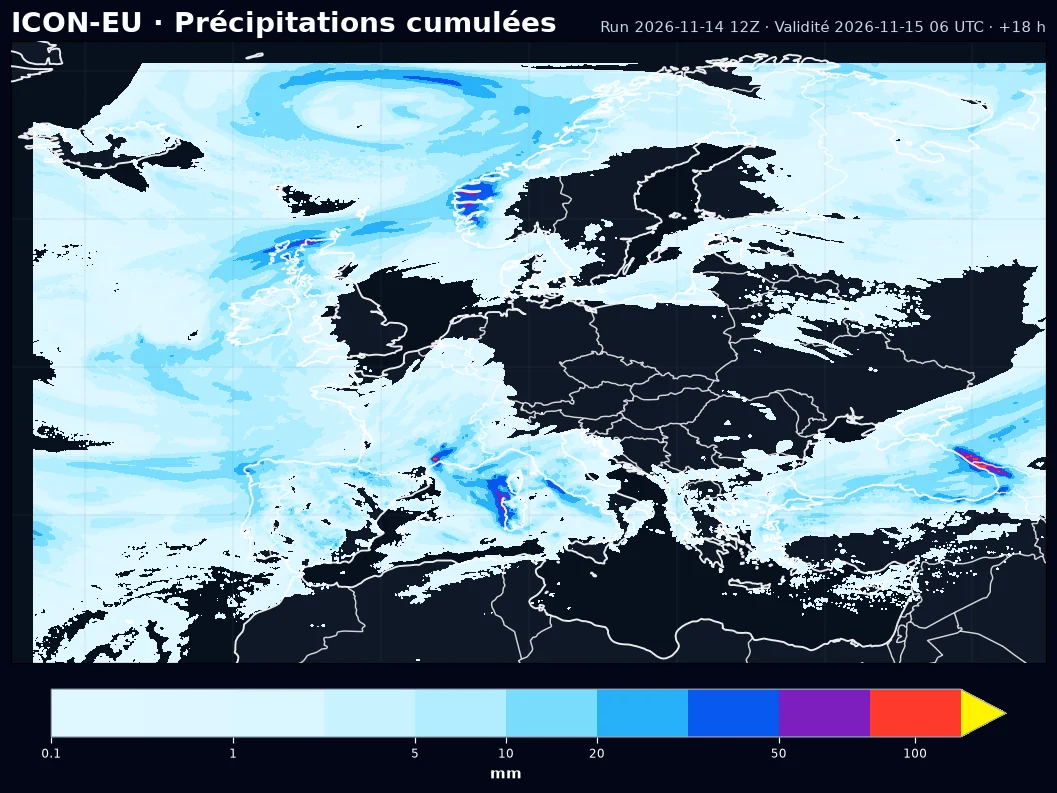 ICON-EU · Précipitations cumulées
Run 2026-11-14 12Z · Validité 2026-11-15 06 UTC · +18 h
0.1 1 5 10 20 50 100
mm